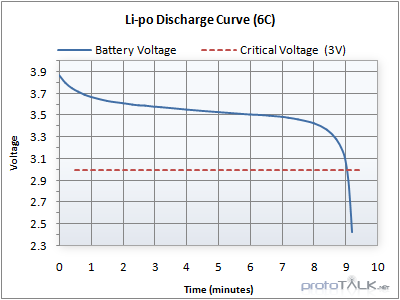 Li-po Discharge Curve (6C)
Battery Voltage
Critical Voltage (3V)
3.9
3.7
3.5
3.3
3.1
2.9
2.7
2.5
2.3
Voltage
0 1 2 3 4 5 6 7 8 9 10
Time (minutes)
protoTALK.net